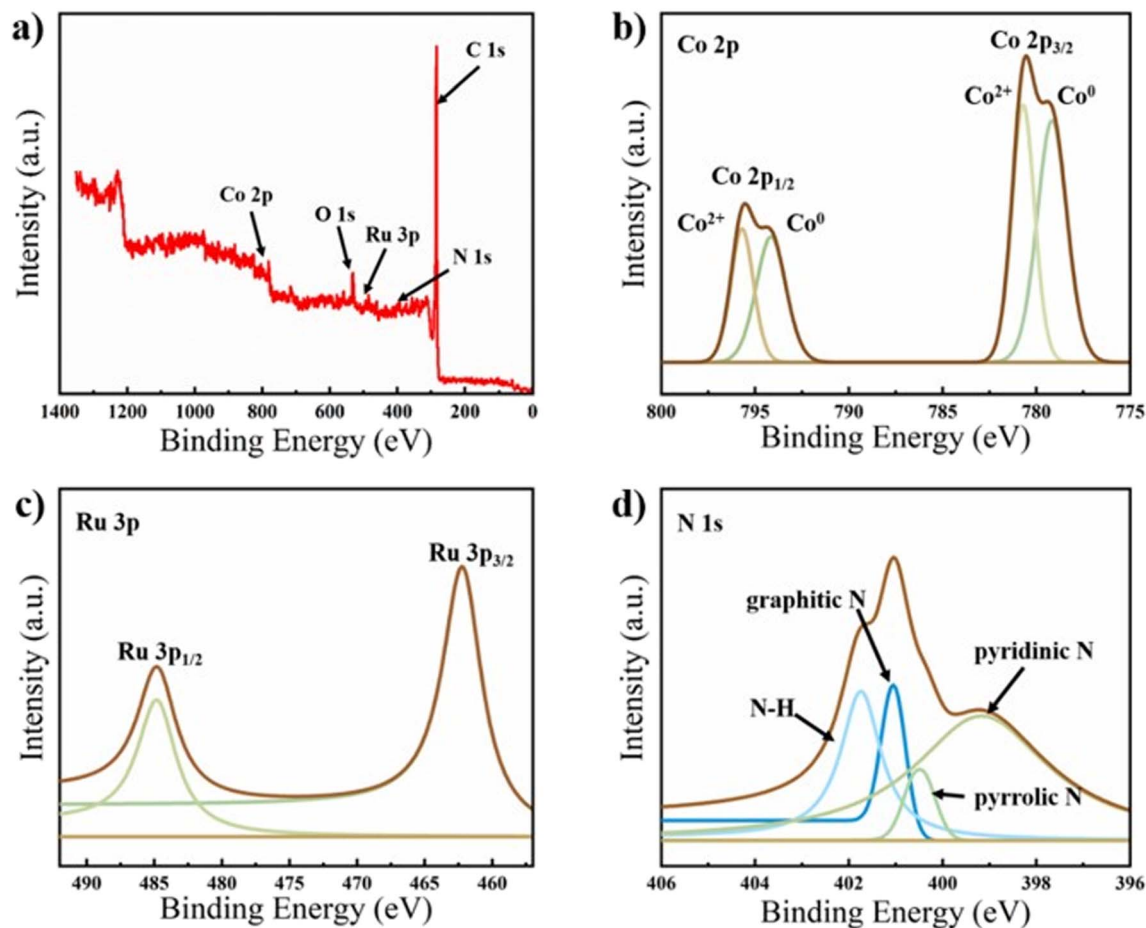 a)
C 1s
Co 2p
O 1s
Ru 3p
N 1s
Intensity (a.u.)
1400 1200 1000 800 600 400 200 0
Binding Energy (eV)
b)
Co 2p
Co 2p3/2
Co²⁺ Co⁰
Co 2p1/2
Co²⁺ Co⁰
Intensity (a.u.)
800 795 790 785 780 775
Binding Energy (eV)
c)
Ru 3p
Ru 3p3/2
Ru 3p1/2
Intensity (a.u.)
490 485 480 475 470 465 460
Binding Energy (eV)
d)
N 1s
graphitic N
pyridinic N
N-H
pyrrolic N
Intensity (a.u.)
406 404 402 400 398 396
Binding Energy (eV)